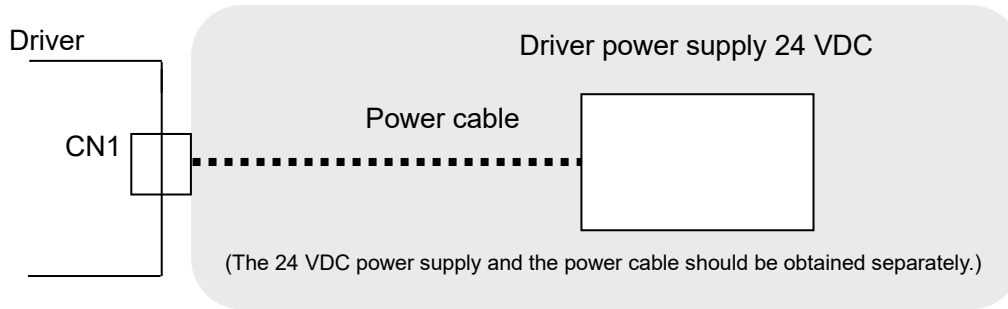 Driver
Driver power supply 24 VDC
Power cable
CN1
(The 24 VDC power supply and the power cable should be obtained separately.)